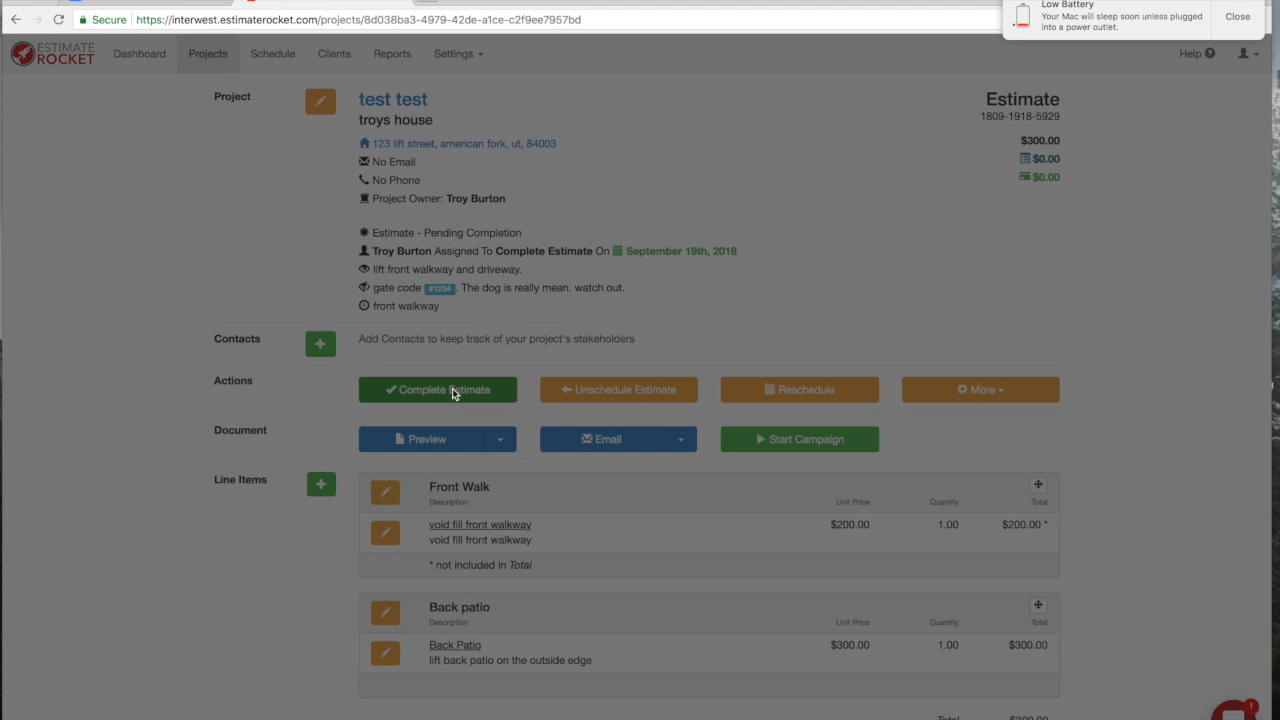 Low Battery
Your Mac will sleep soon unless plugged
into a power outlet.
Close
Secure https://interwest.estimaterocket.com/projects/8d038ba3-4979-42de-a1ce-c2f9ee7957bd
ESTIMATE
ROCKET
Dashboard Projects Schedule Clients Reports Settings Help
Project
test test
troys house
123 lift street, american fork, ut, 84003
No Email
No Phone
Project Owner: Troy Burton
Estimate
1809-1918-5929
$300.00
$0.00
$0.00
Estimate - Pending Completion
Troy Burton Assigned To Complete Estimate On September 19th, 2018
lift front walkway and driveway.
gate code #1234 . The dog is really mean. watch out.
front walkway
Contacts
Add Contacts to keep track of your project's stakeholders
Actions
Complete Estimate Unschedule Estimate Reschedule More
Document
Preview Email Start Campaign
Line Items
Front Walk
Description Unit Price Quantity Total
void fill front walkway $200.00 1.00 $200.00 *
void fill front walkway
* not included in Total
Back patio
Description Unit Price Quantity Total
Back Patio $300.00 1.00 $300.00
lift back patio on the outside edge
Total $300.00
1